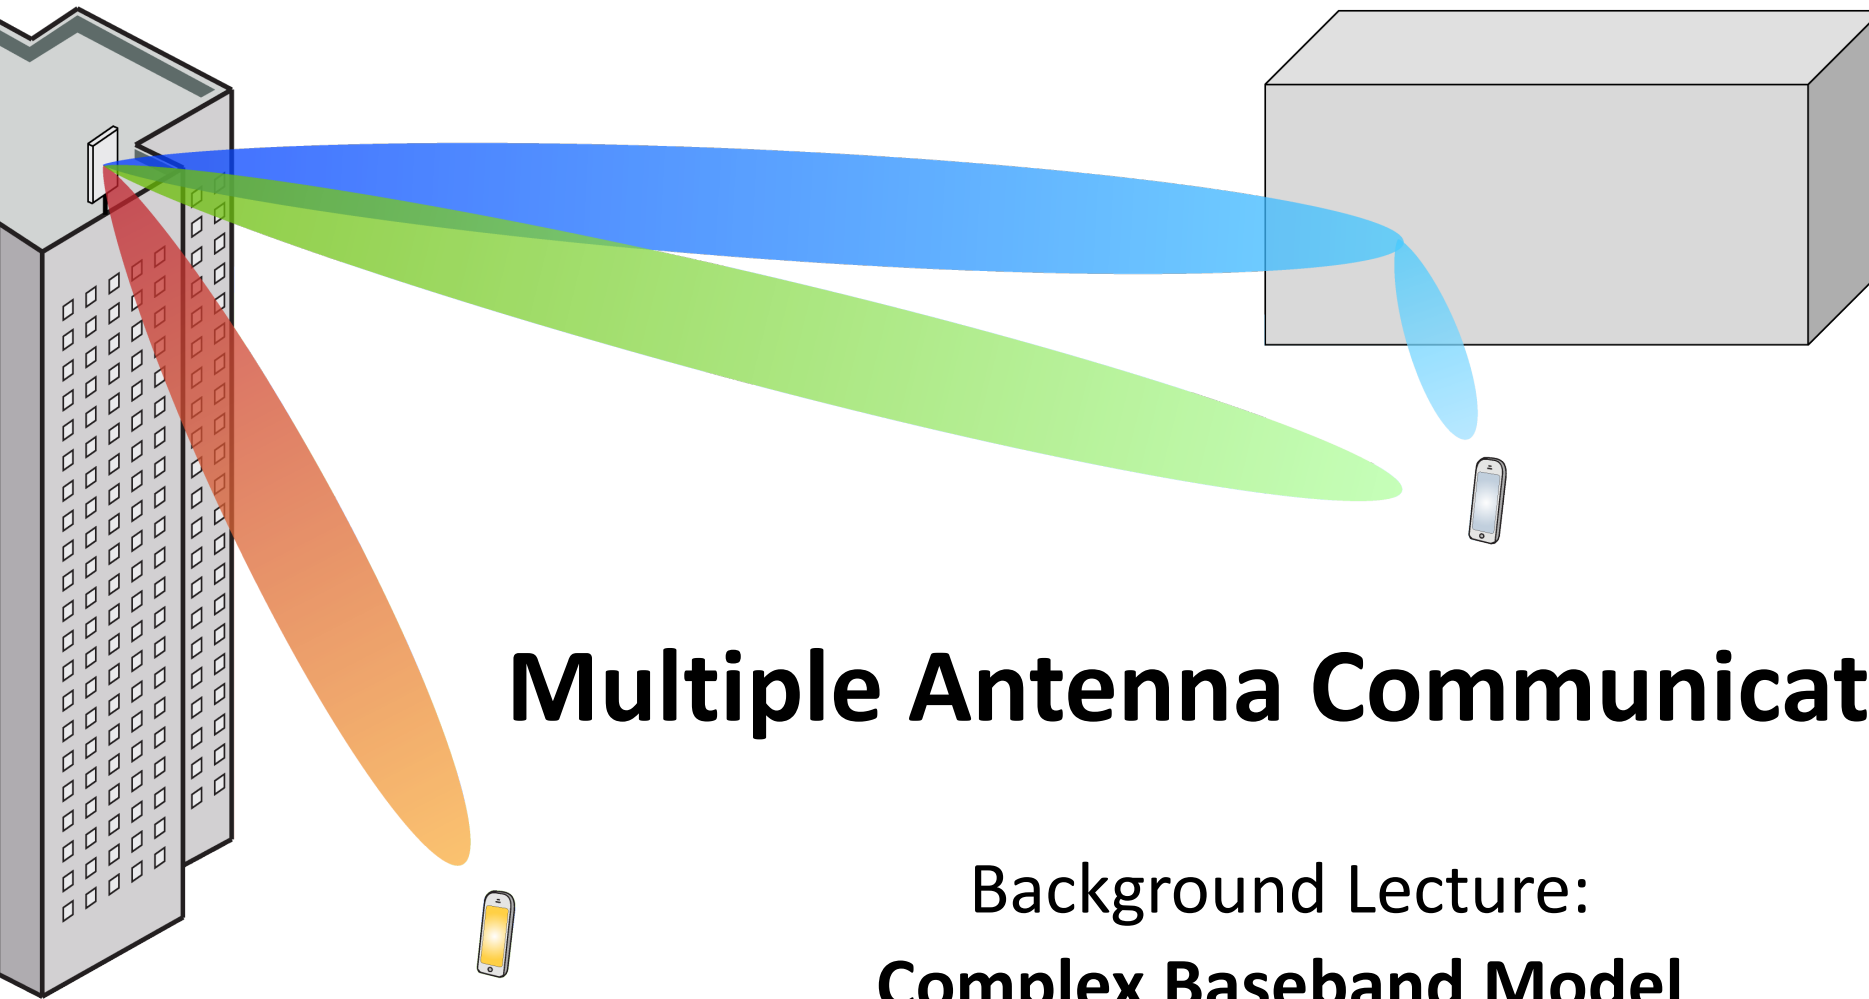 Multiple Antenna Communicat
Background Lecture:
Complex Baseband Model